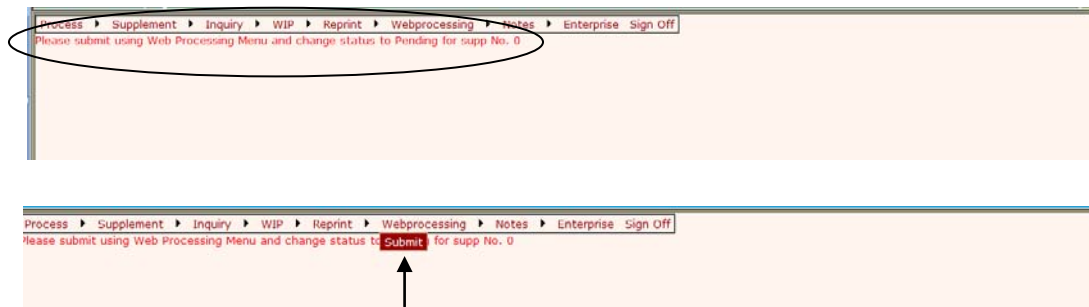 Process Supplement Inquiry WIP Reprint Webprocessing Notes Enterprise Sign Off
Please submit using Web Processing Menu and change status to Pending for supp No. 0
Process Supplement Inquiry WIP Reprint Webprocessing Notes Enterprise Sign Off
Please submit using Web Processing Menu and change status to Submit for supp No. 0